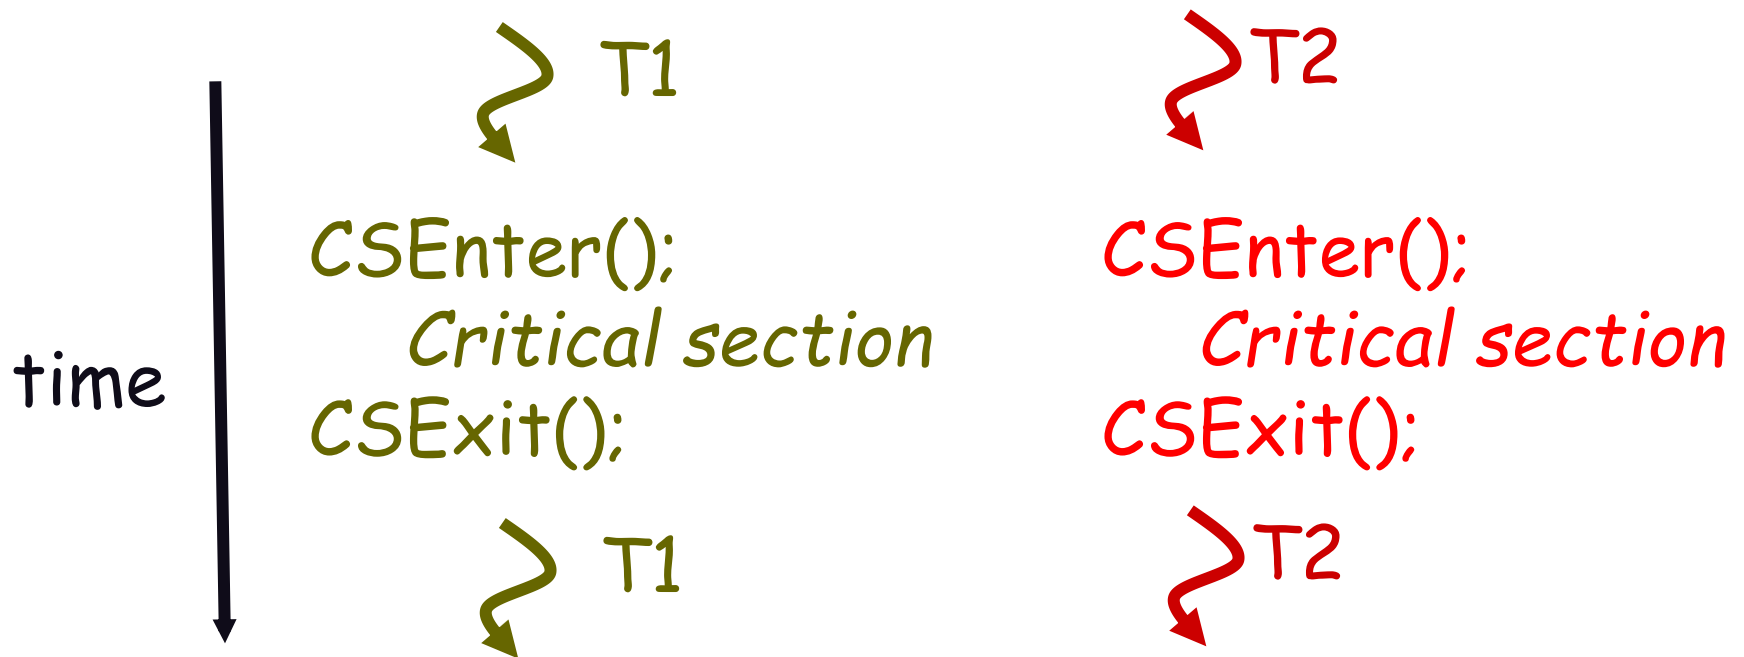 T1
T2
CSEnter();
CSEnter();
Critical section
Critical section
time
CSExit();
CSExit();
T1
T2